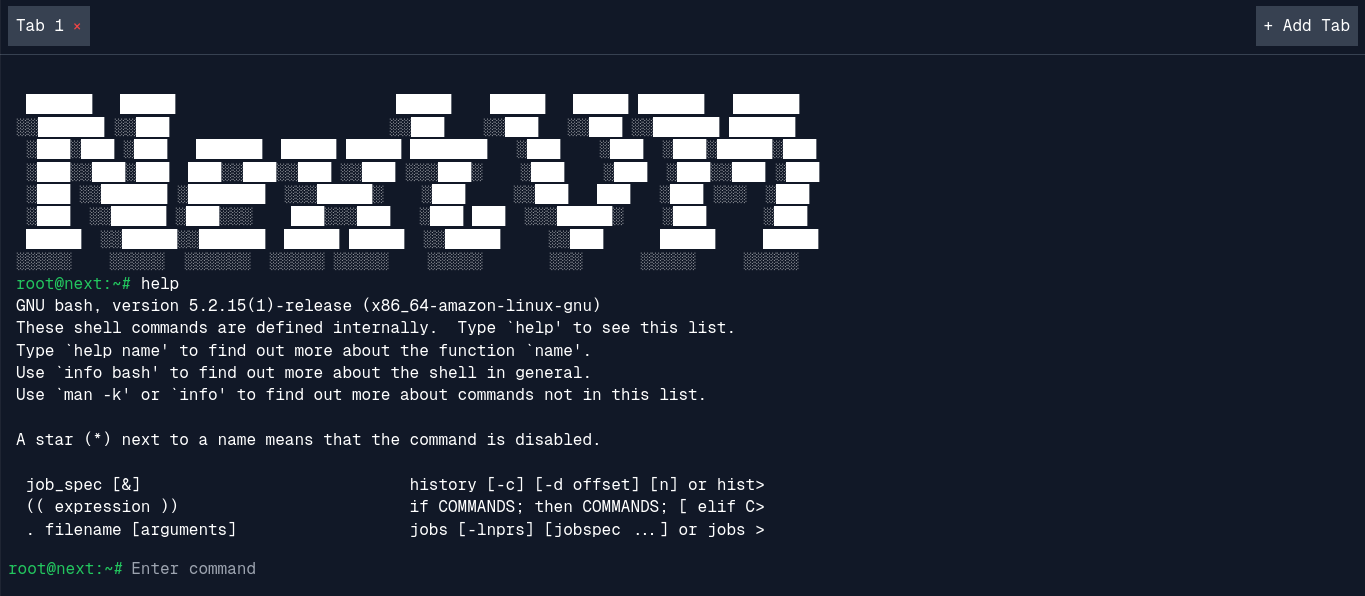 Tab 1 ×
+ Add Tab
root@next:~# help
GNU bash, version 5.2.15(1)-release (x86_64-amazon-linux-gnu)
These shell commands are defined internally.  Type `help' to see this list.
Type `help name' to find out more about the function `name'.
Use `info bash' to find out more about the shell in general.
Use `man -k' or `info' to find out more about commands not in this list.
A star (*) next to a name means that the command is disabled.
job_spec [&]                            history [-c] [-d offset] [n] or hist>
(( expression ))                        if COMMANDS; then COMMANDS; [ elif C>
. filename [arguments]                  jobs [-lnprs] [jobspec ...] or jobs >
root@next:~# Enter command